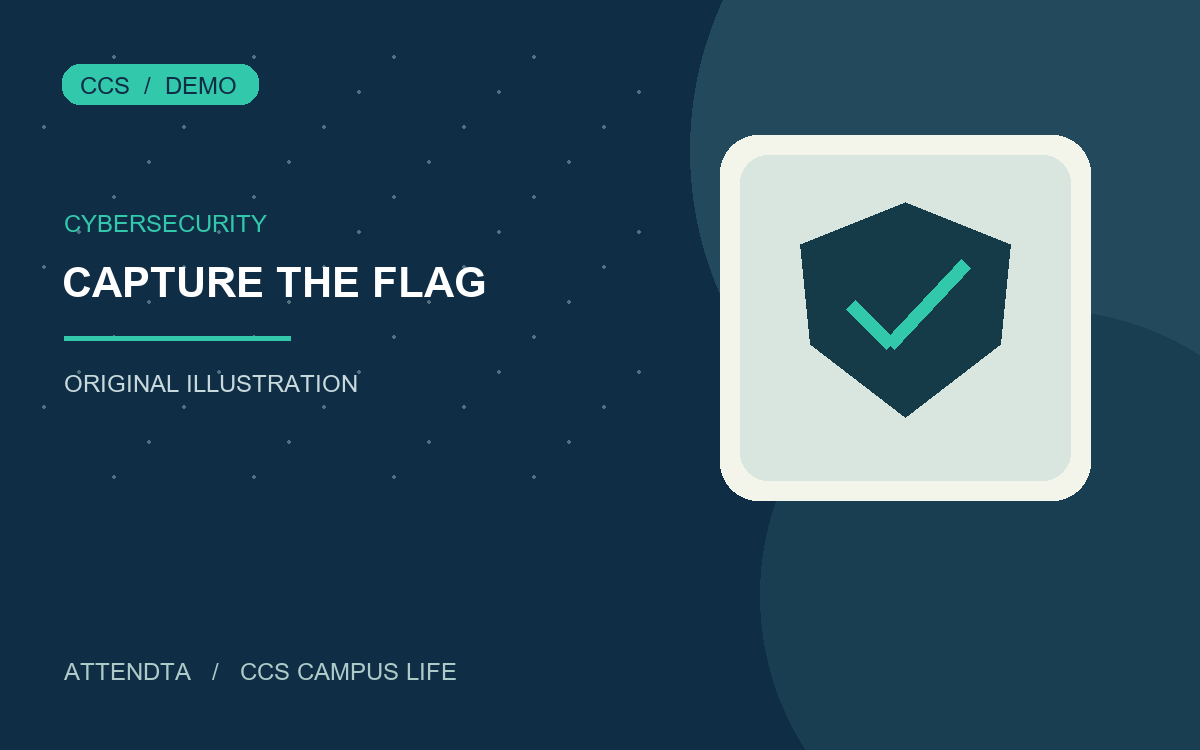 CCS / DEMO
CYBERSECURITY
CAPTURE THE FLAG
ORIGINAL ILLUSTRATION
ATTENDTA / CCS CAMPUS LIFE